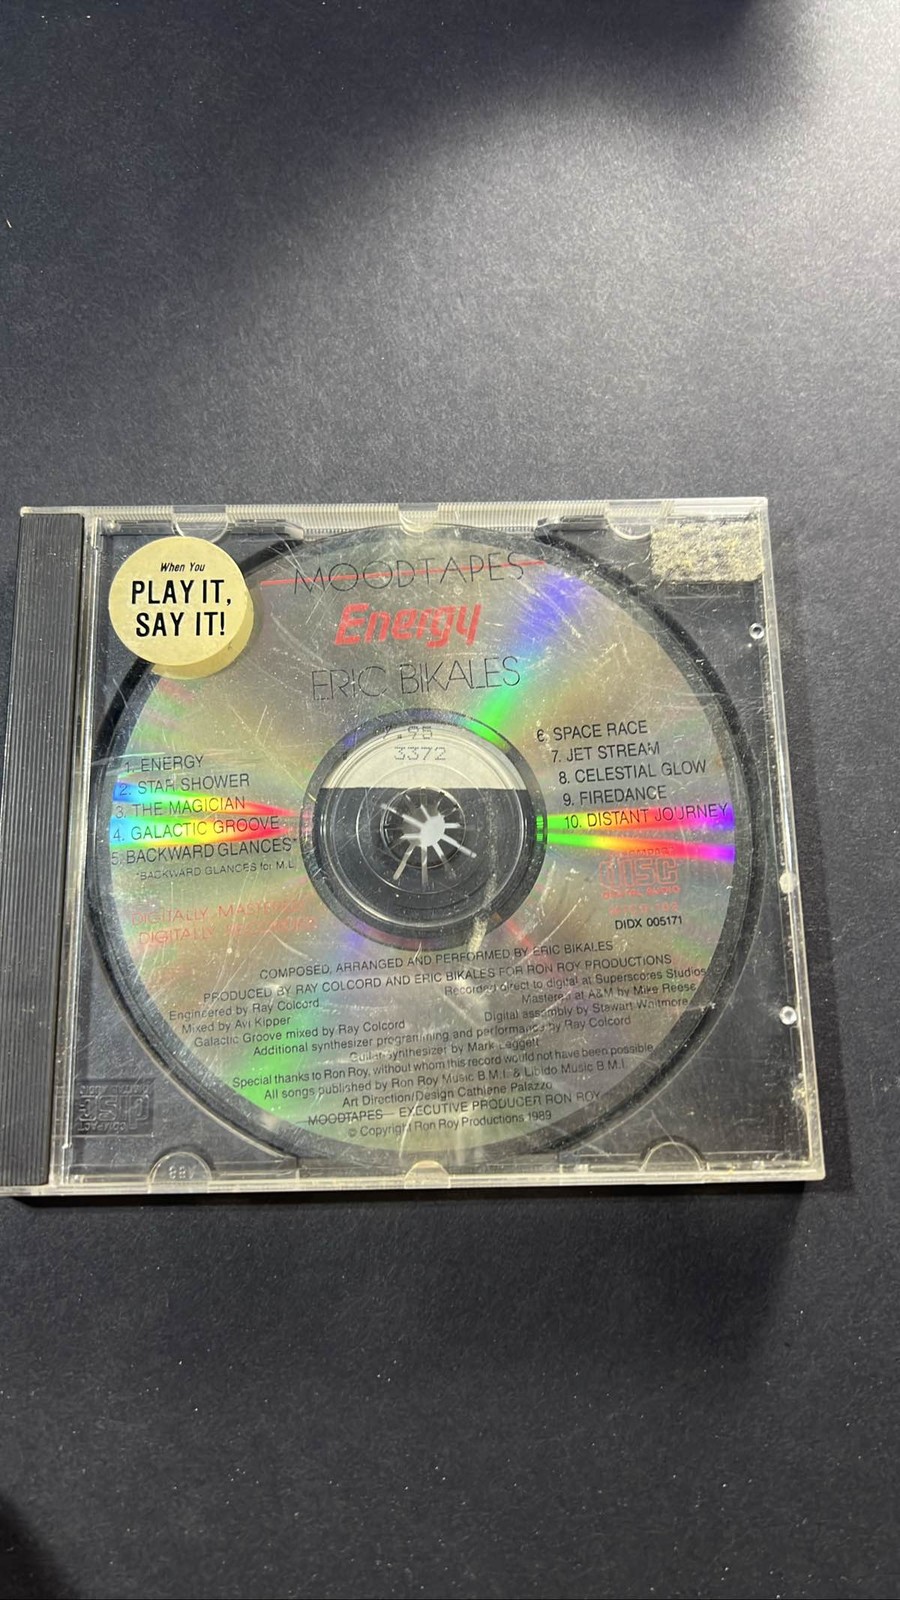 When You
PLAY IT,
SAY IT!
MOODTAPES
Energy
ERIC BIKALES
.95
3372
1. ENERGY
2. STAR SHOWER
3. THE MAGICIAN
4. GALACTIC GROOVE
5. BACKWARD GLANCES*
*BACKWARD GLANCES for M.L.
6. SPACE RACE
7. JET STREAM
8. CELESTIAL GLOW
9. FIREDANCE
10. DISTANT JOURNEY
DIGITALLY
DIGITALLY
COMPACT
disc
DIGITAL AUDIO
DIDX 005171
COMPOSED, ARRANGED AND PERFORMED BY ERIC BIKALES
PRODUCED BY RAY COLCORD AND ERIC BIKALES FOR RON ROY PRODUCTIONS
Engineered by Ray Colcord
Recorded direct to digital at Superscores Studios
Mixed by Avi Kipper
Mastered at A&M by Mike Reese
Galactic Groove mixed by Ray Colcord
Digital assembly by Stewart Whitmore
Additional synthesizer programming and performance by Ray Colcord
Guitar synthesizer by Mark Leggett
Special thanks to Ron Roy, without whom this record would not have been possible
All songs published by Ron Roy Music B.M.I. & Libido Music B.M.I.
Art Direction/Design Cathlene Palazzo
MOODTAPES EXECUTIVE PRODUCER RON ROY
© Copyright Ron Roy Productions 1989
COMPACT
disc